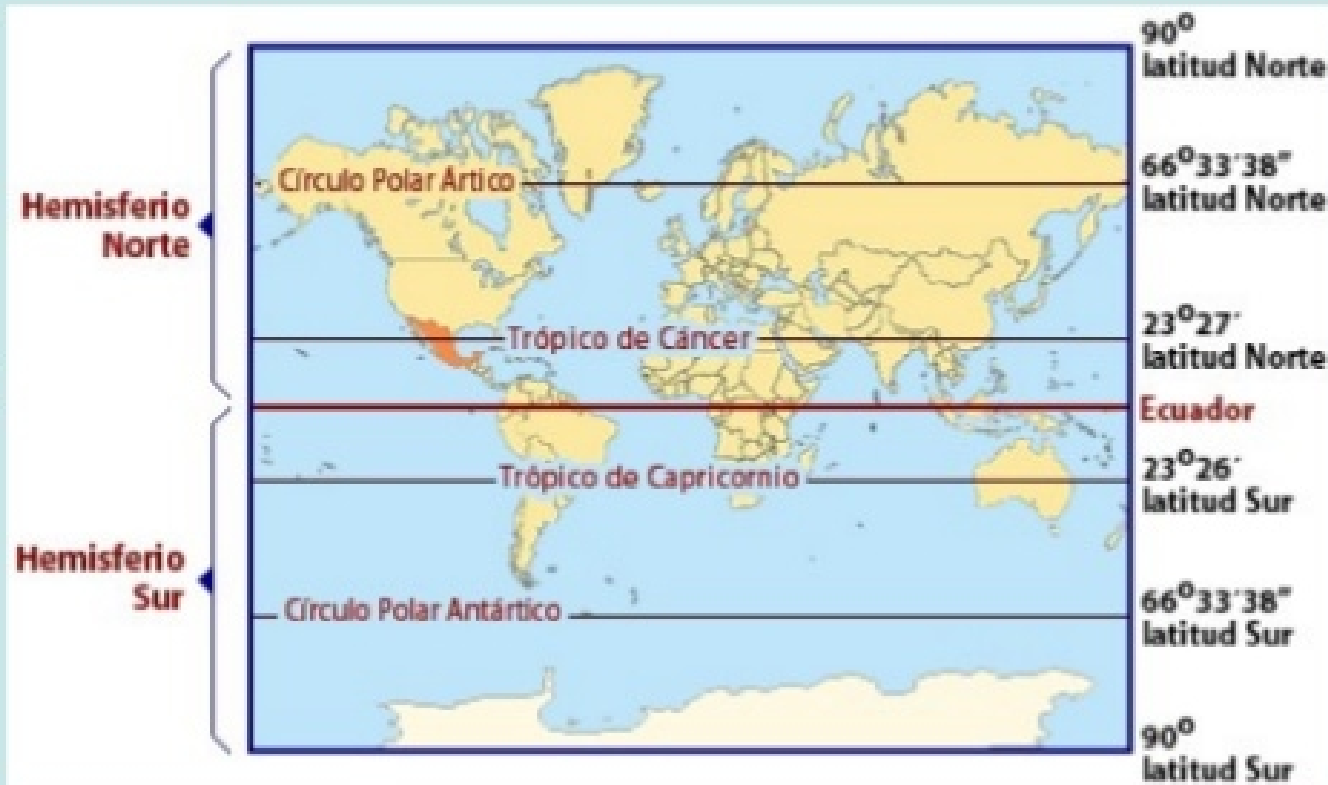 90°
latitud Norte
Círculo Polar Ártico
66°33´38"
latitud Norte
Hemisferio
Norte
Trópico de Cáncer
23°27´
latitud Norte
Ecuador
Trópico de Capricornio
23°26´
latitud Sur
Hemisferio
Sur
Círculo Polar Antártico
66°33´38"
latitud Sur
90°
latitud Sur